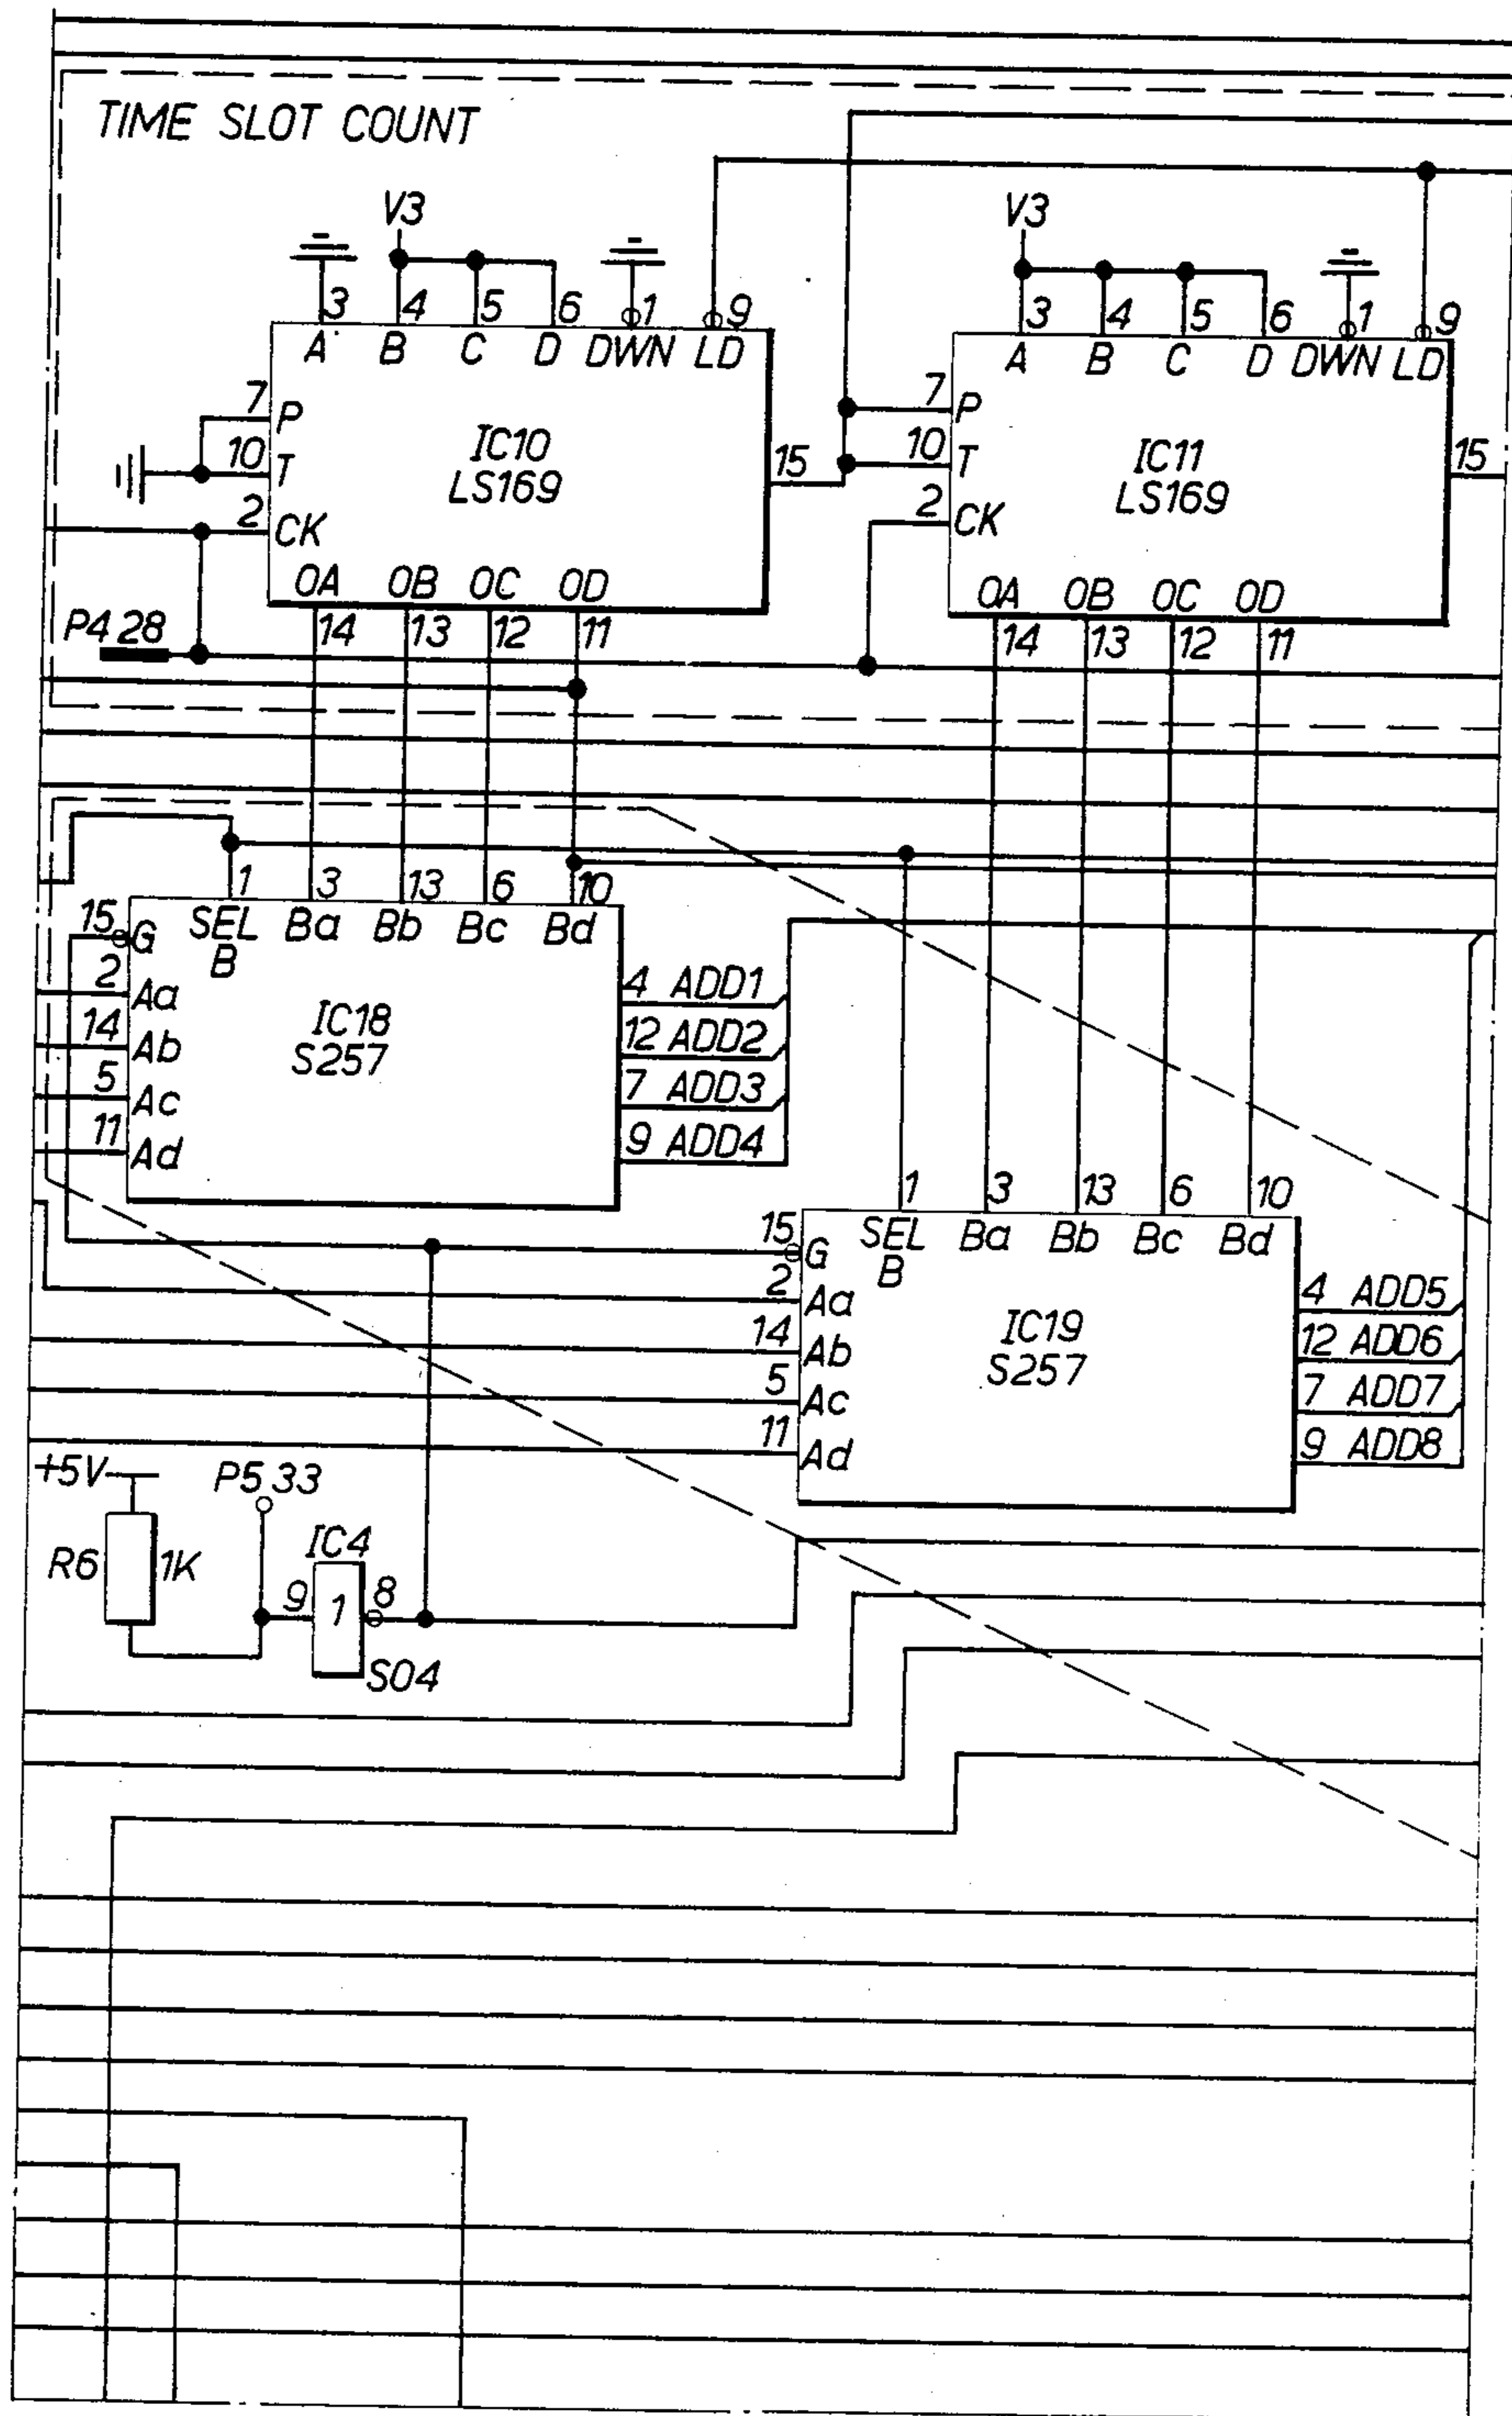 TIME SLOT COUNT
V3
V3
3 4 5 6 1 9
3 4 5 6 1 9
A B C D DWN LD
A B C D DWN LD
7 P
10 T
2 CK
IC10
LS169
15
7 P
10 T
2 CK
IC11
LS169
15
OA OB OC OD
OA OB OC OD
P4 28
14 13 12 11
14 13 12 11
1 3 13 6 10
15 G
SEL Ba Bb Bc Bd
B
2 Aa
14 Ab
5 Ac
11 Ad
IC18
S257
4 ADD1
12 ADD2
7 ADD3
9 ADD4
1 3 13 6 10
15 G
SEL Ba Bb Bc Bd
B
2 Aa
14 Ab
5 Ac
11 Ad
IC19
S257
4 ADD5
12 ADD6
7 ADD7
9 ADD8
+5V
P5 33
R6 1K
IC4
9 1 8
S04